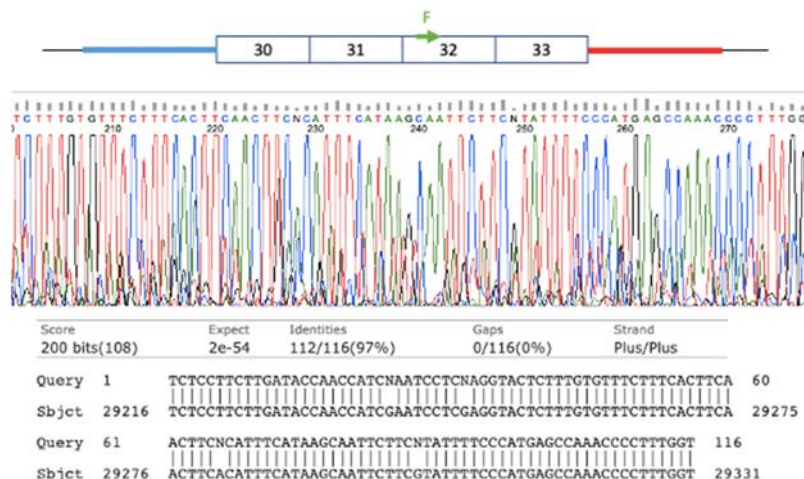 F
30 31 32 33
TCTTTGTGTTTCTTTCACTTCAACTTCNCATTTCATAAGCAATTCTTCNTATTTTCCCATGAGCCAAACCCCTTTGG
210 220 230 240 250 260 270
Score Expect Identities Gaps Strand
200 bits(108) 2e-54 112/116(97%) 0/116(0%) Plus/Plus
Query 1 TCTCCTTCTTGATACCAACCATCNAATCCTCNAGGTACTCTTTGTGTTTCTTTCACTTCA 60
Sbjct 29216 TCTCCTTCTTGATACCAACCATCGAATCCTCGAGGTACTCTTTGTGTTTCTTTCACTTCA 29275
Query 61 ACTTCNCATTTCATAAGCAATTCTTCNTATTTTCCCATGAGCCAAACCCCTTTGGT 116
Sbjct 29276 ACTTCACATTTCATAAGCAATTCTTCGTATTTTCCCATGAGCCAAACCCCTTTGGT 29331